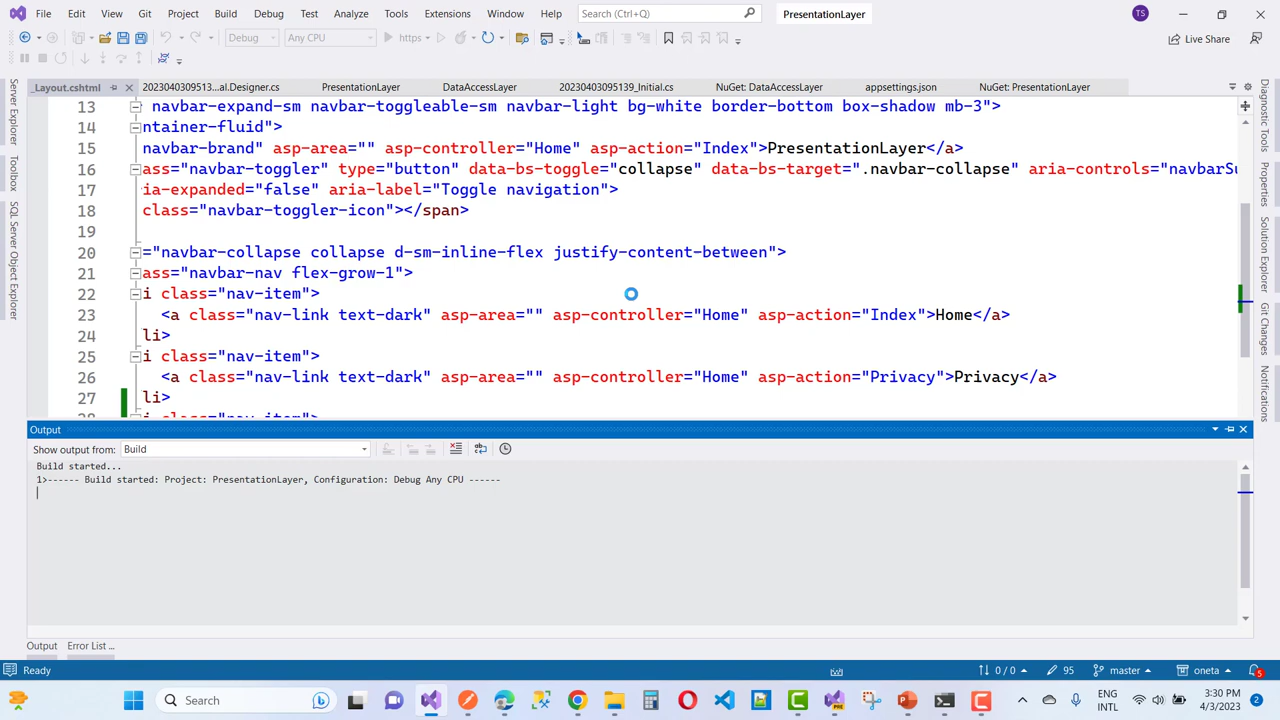 File Edit View Git Project Build Debug Test Analyze Tools Extensions Window Help Search (Ctrl+Q) PresentationLayer TS
Debug Any CPU https Live Share
_Layout.cshtml 2023040309513...al.Designer.cs PresentationLayer DataAccessLayer 20230403095139_Initial.cs NuGet: DataAccessLayer appsettings.json NuGet: PresentationLayer
13 navbar-expand-sm navbar-toggleable-sm navbar-light bg-white border-bottom box-shadow mb-3">
14 ntainer-fluid">
15 navbar-brand" asp-area="" asp-controller="Home" asp-action="Index">PresentationLayer</a>
16 ass="navbar-toggler" type="button" data-bs-toggle="collapse" data-bs-target=".navbar-collapse" aria-controls="navbarSu
17 ia-expanded="false" aria-label="Toggle navigation">
18 class="navbar-toggler-icon"></span>
19
20 ="navbar-collapse collapse d-sm-inline-flex justify-content-between">
21 ass="navbar-nav flex-grow-1">
22 i class="nav-item">
23 <a class="nav-link text-dark" asp-area="" asp-controller="Home" asp-action="Index">Home</a>
24 li>
25 i class="nav-item">
26 <a class="nav-link text-dark" asp-area="" asp-controller="Home" asp-action="Privacy">Privacy</a>
27 li>
28 i class="nav-item">
Server Explorer
Toolbox
SQL Server Object Explorer
Diagnostic Tools
Properties
Solution Explorer
Git Changes
Notifications
Output
Show output from: Build
Build started...
1>------ Build started: Project: PresentationLayer, Configuration: Debug Any CPU ------
Output Error List ...
Ready 0 / 0 95 master oneta 5
Search ENG INTL 3:30 PM 4/3/2023 2